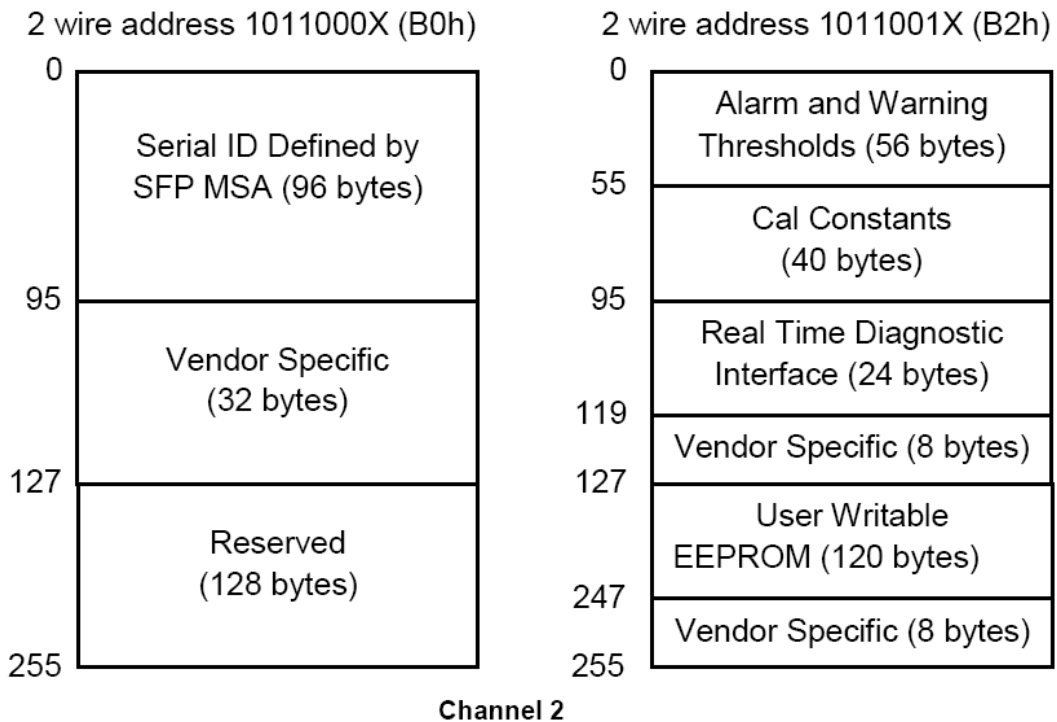 2 wire address 1011000X (B0h)
0
Serial ID Defined by
SFP MSA (96 bytes)
95
Vendor Specific
(32 bytes)
127
Reserved
(128 bytes)
255
2 wire address 1011001X (B2h)
0
Alarm and Warning
Thresholds (56 bytes)
55
Cal Constants
(40 bytes)
95
Real Time Diagnostic
Interface (24 bytes)
119
Vendor Specific (8 bytes)
127
User Writable
EEPROM (120 bytes)
247
Vendor Specific (8 bytes)
255
Channel 2